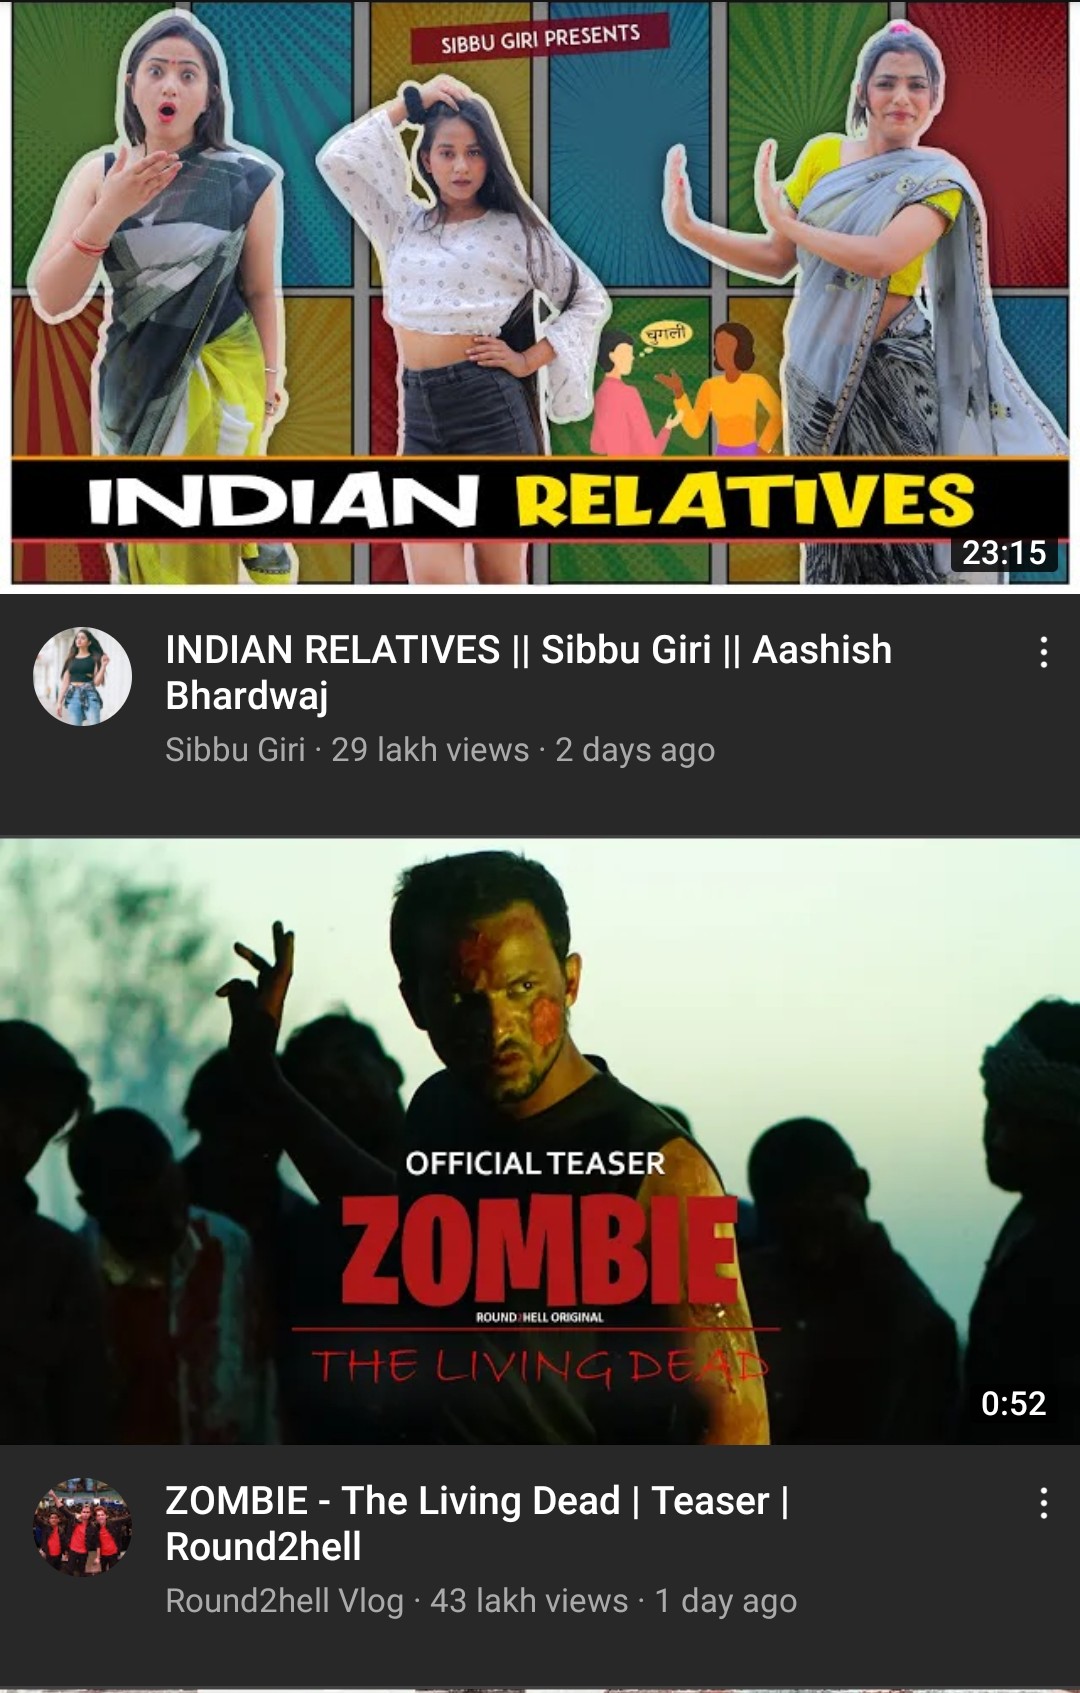 SIBBU GIRI PRESENTS
चुगली
INDIAN RELATIVES
23:15
INDIAN RELATIVES || Sibbu Giri || Aashish
Bhardwaj
Sibbu Giri · 29 lakh views · 2 days ago
OFFICIAL TEASER
ZOMBIE
ROUND2HELL ORIGINAL
THE LIVING DEAD
0:52
ZOMBIE - The Living Dead | Teaser |
Round2hell
Round2hell Vlog · 43 lakh views · 1 day ago